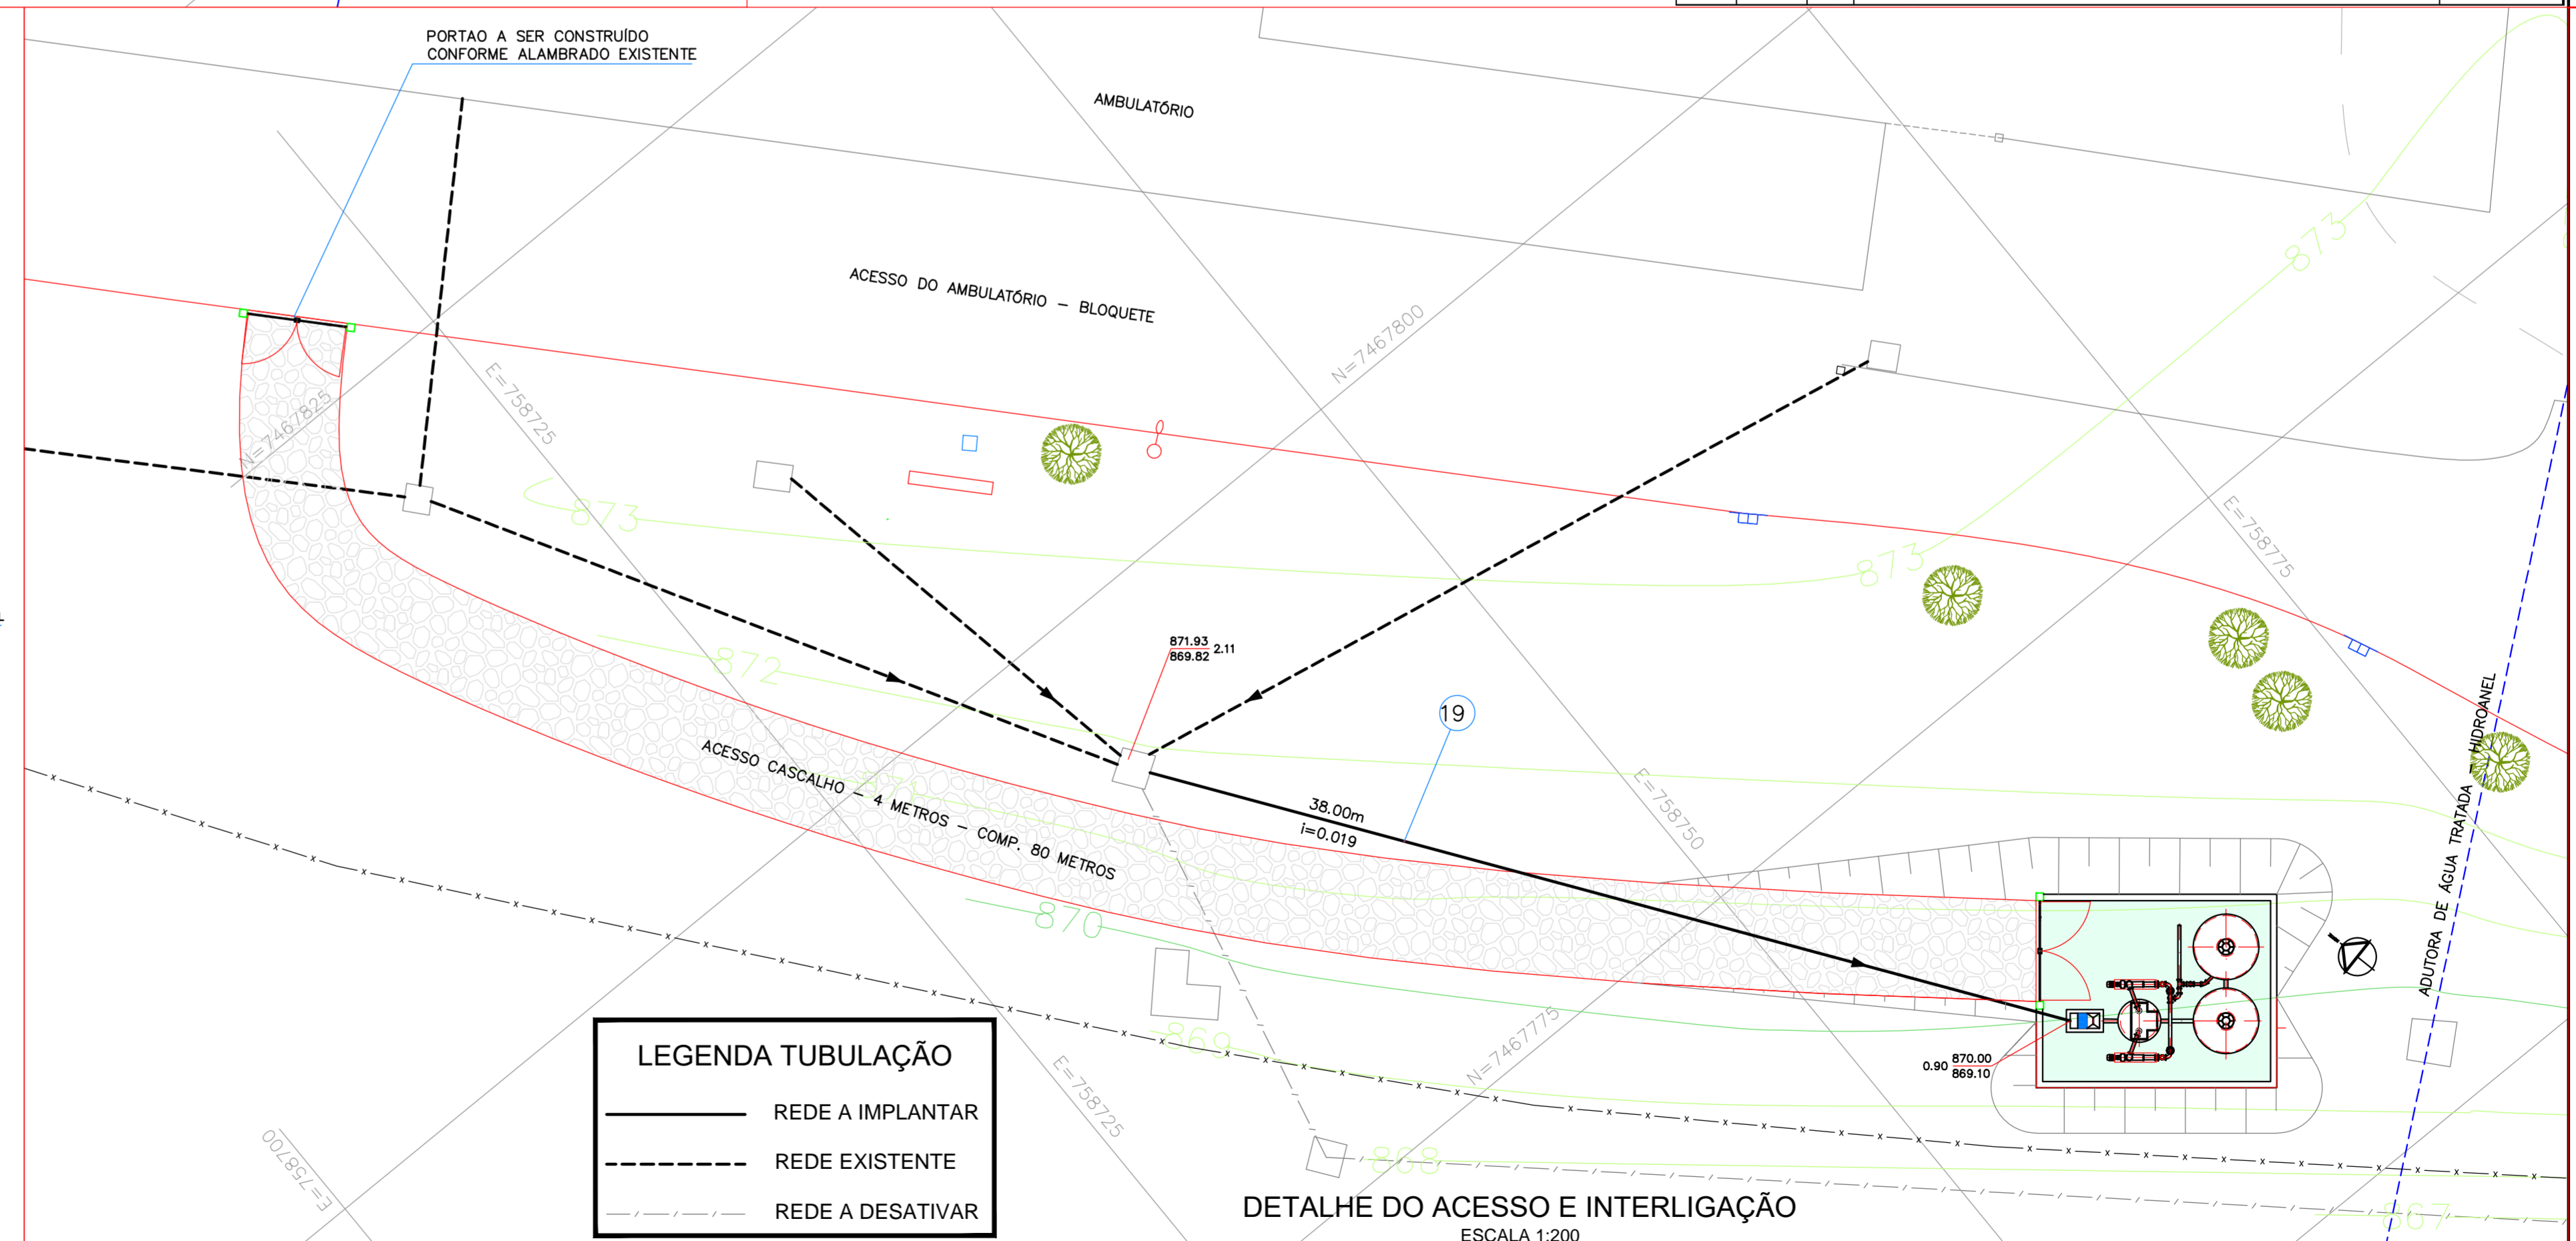 PORTAO A SER CONSTRUÍDO
CONFORME ALAMBRADO EXISTENTE
AMBULATÓRIO
873
ACESSO DO AMBULATÓRIO – BLOQUETE
N=7467800
E=758725
N=7467825
873
E=758775
873
871.93
869.82
2.11
872
19
ADUTORA DE ÁGUA TRATADA – HIDROANEL
ACESSO CASCALHO – 4 METROS – COMP. 80 METROS
871
38.00m
i=0.019
E=758750
870
869
N=7467775
0.90
870.00
869.10
E=758725
E=758700
868
867
LEGENDA TUBULAÇÃO
REDE A IMPLANTAR
REDE EXISTENTE
REDE A DESATIVAR
DETALHE DO ACESSO E INTERLIGAÇÃO
ESCALA 1:200